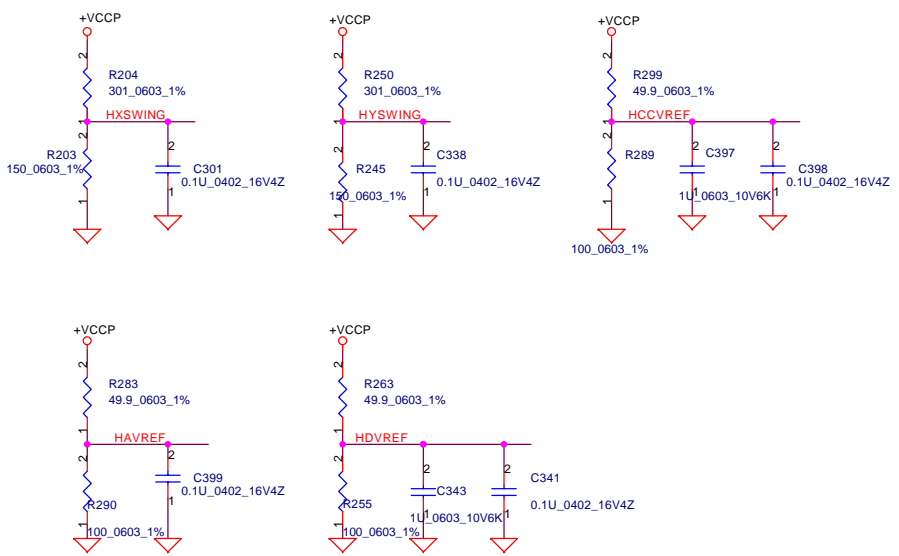 +VCCP
2
R204
301_0603_1%
1
HXSWING
2
R203
150_0603_1%
1
2
C301
0.1U_0402_16V4Z
1
+VCCP
2
R250
301_0603_1%
1
HYSWING
2
R245
150_0603_1%
1
2
C338
0.1U_0402_16V4Z
1
+VCCP
2
R299
49.9_0603_1%
1
HCCVREF
2
R289
1
100_0603_1%
2
C397
1
1U_0603_10V6K
2
C398
0.1U_0402_16V4Z
1
+VCCP
2
R283
49.9_0603_1%
1
HAVREF
2
R290
1
100_0603_1%
2
C399
0.1U_0402_16V4Z
1
+VCCP
2
R263
49.9_0603_1%
1
HDVREF
2
R255
1
100_0603_1%
2
C343
1
1U_0603_10V6K
2
C341
0.1U_0402_16V4Z
1